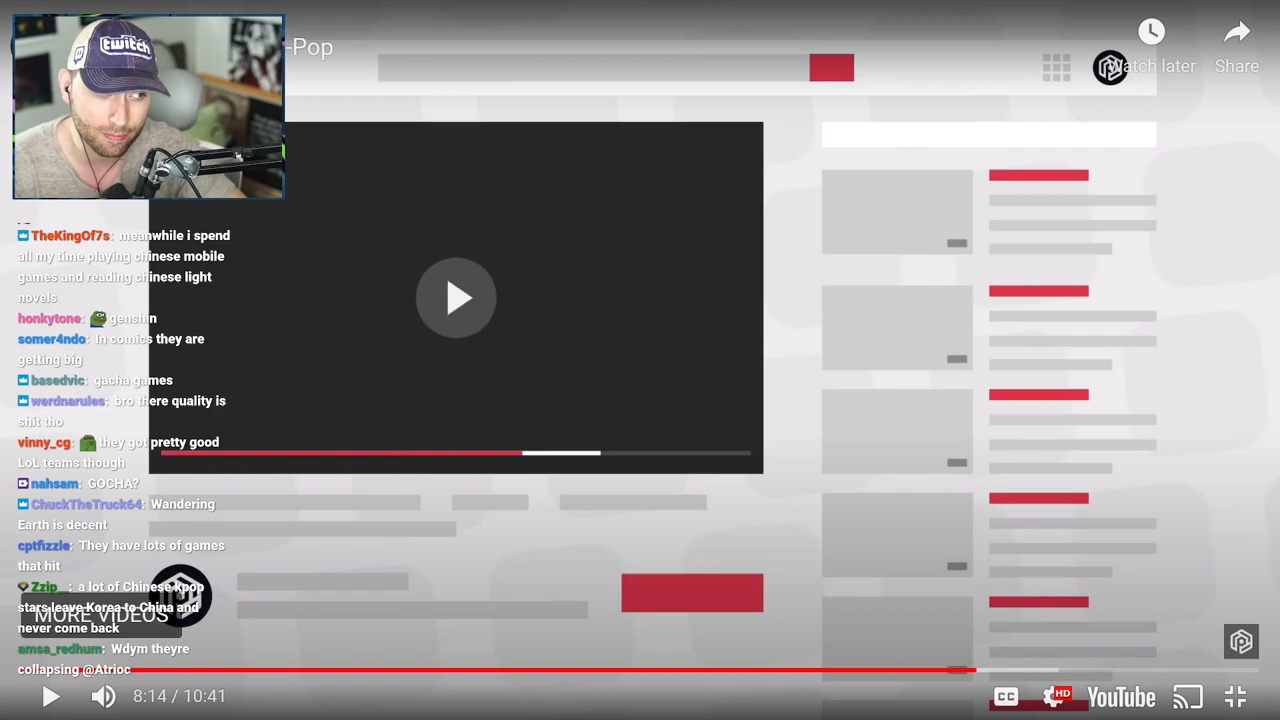 twitch
-Pop
Watch later
Share
TheKingOf7s: meanwhile i spend
all my time playing chinese mobile
games and reading chinese light
novels
honkytone: genshin
somer4ndo: In comics they are
getting big
basedvic: gacha games
werdnarules: bro there quality is
shit tho
vinny_cg: they got pretty good
LoL teams though
nahsam: GOCHA?
ChuckTheTruck64: Wandering
Earth is decent
cptfizzle: They have lots of games
that hit
Zzip__: a lot of Chinese kpop
stars leave Korea to China and
never come back
MORE VIDEOS
amsa_redhum: Wdym theyre
collapsing @Atrioc
8:14 / 10:41
CC
HD
YouTube